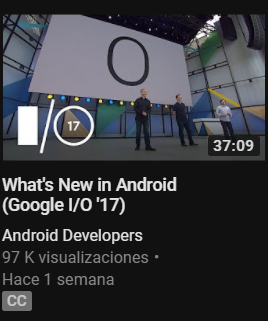 O
I/O
17
37:09
What's New in Android
(Google I/O '17)
Android Developers
97 K visualizaciones •
Hace 1 semana
CC